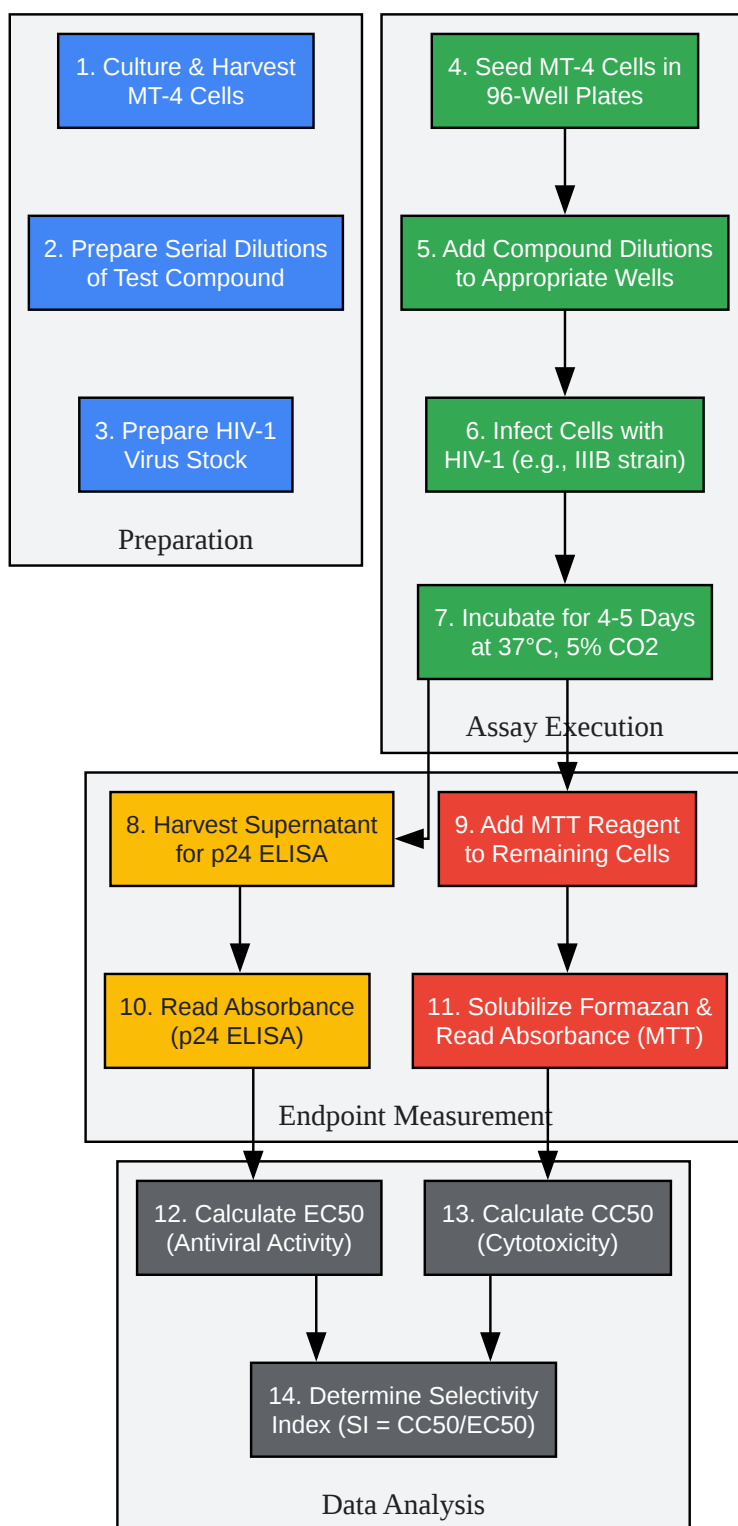 1. Culture & Harvest
MT-4 Cells
2. Prepare Serial Dilutions
of Test Compound
3. Prepare HIV-1
Virus Stock
Preparation
4. Seed MT-4 Cells in
96-Well Plates
5. Add Compound Dilutions
to Appropriate Wells
6. Infect Cells with
HIV-1 (e.g., IIIB strain)
7. Incubate for 4-5 Days
at 37°C, 5% CO2
Assay Execution
8. Harvest Supernatant
for p24 ELISA
9. Add MTT Reagent
to Remaining Cells
10. Read Absorbance
(p24 ELISA)
11. Solubilize Formazan &
Read Absorbance (MTT)
Endpoint Measurement
12. Calculate EC50
(Antiviral Activity)
13. Calculate CC50
(Cytotoxicity)
14. Determine Selectivity
Index (SI = CC50/EC50)
Data Analysis